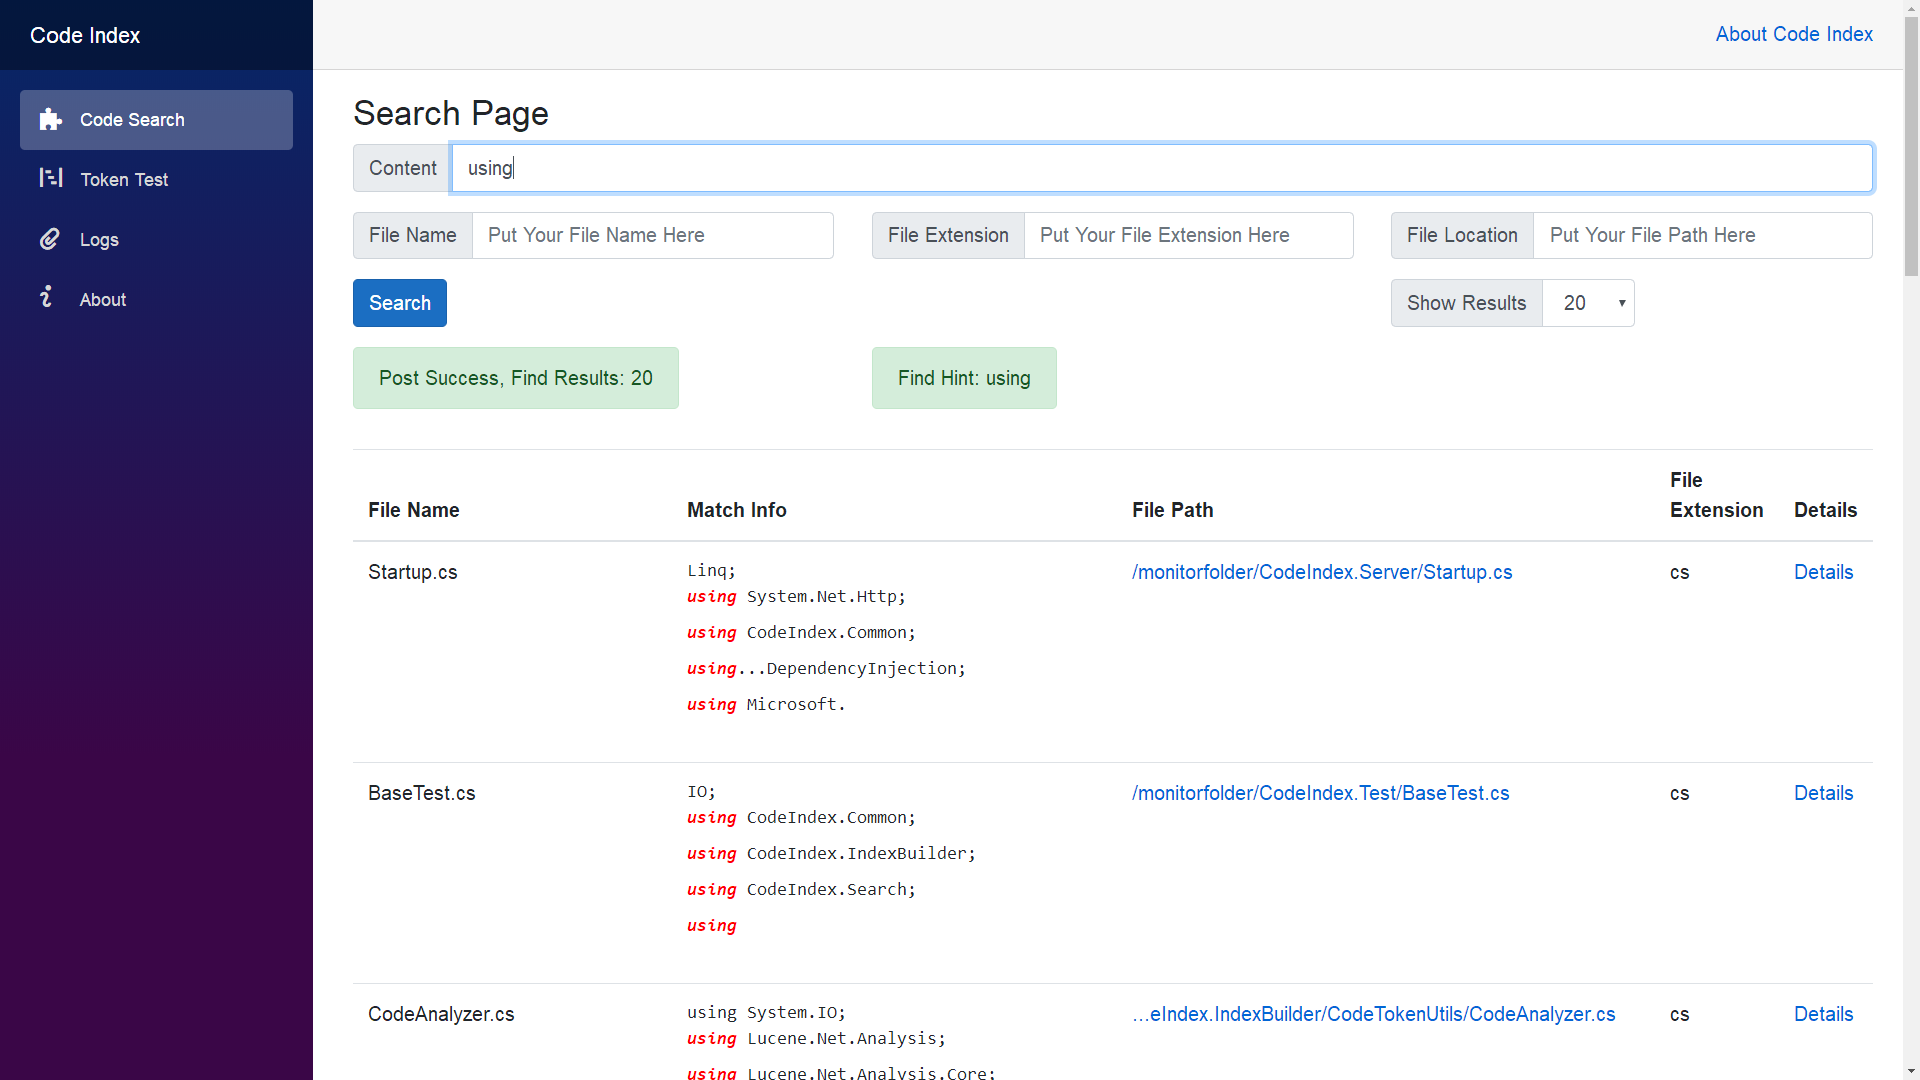 Code Index
About Code Index
Code Search
Token Test
Logs
About
Search Page
Content using
File Name Put Your File Name Here File Extension Put Your File Extension Here File Location Put Your File Path Here
Search Show Results 20
Post Success, Find Results: 20 Find Hint: using
File Name Match Info File Path File Extension Details
Startup.cs /monitorfolder/CodeIndex.Server/Startup.cs cs Details
Linq;
using System.Net.Http;
using CodeIndex.Common;
using...DependencyInjection;
using Microsoft.
BaseTest.cs /monitorfolder/CodeIndex.Test/BaseTest.cs cs Details
IO;
using CodeIndex.Common;
using CodeIndex.IndexBuilder;
using CodeIndex.Search;
using
CodeAnalyzer.cs ...eIndex.IndexBuilder/CodeTokenUtils/CodeAnalyzer.cs cs Details
using System.IO;
using Lucene.Net.Analysis;
using Lucene.Net.Analysis.Core;